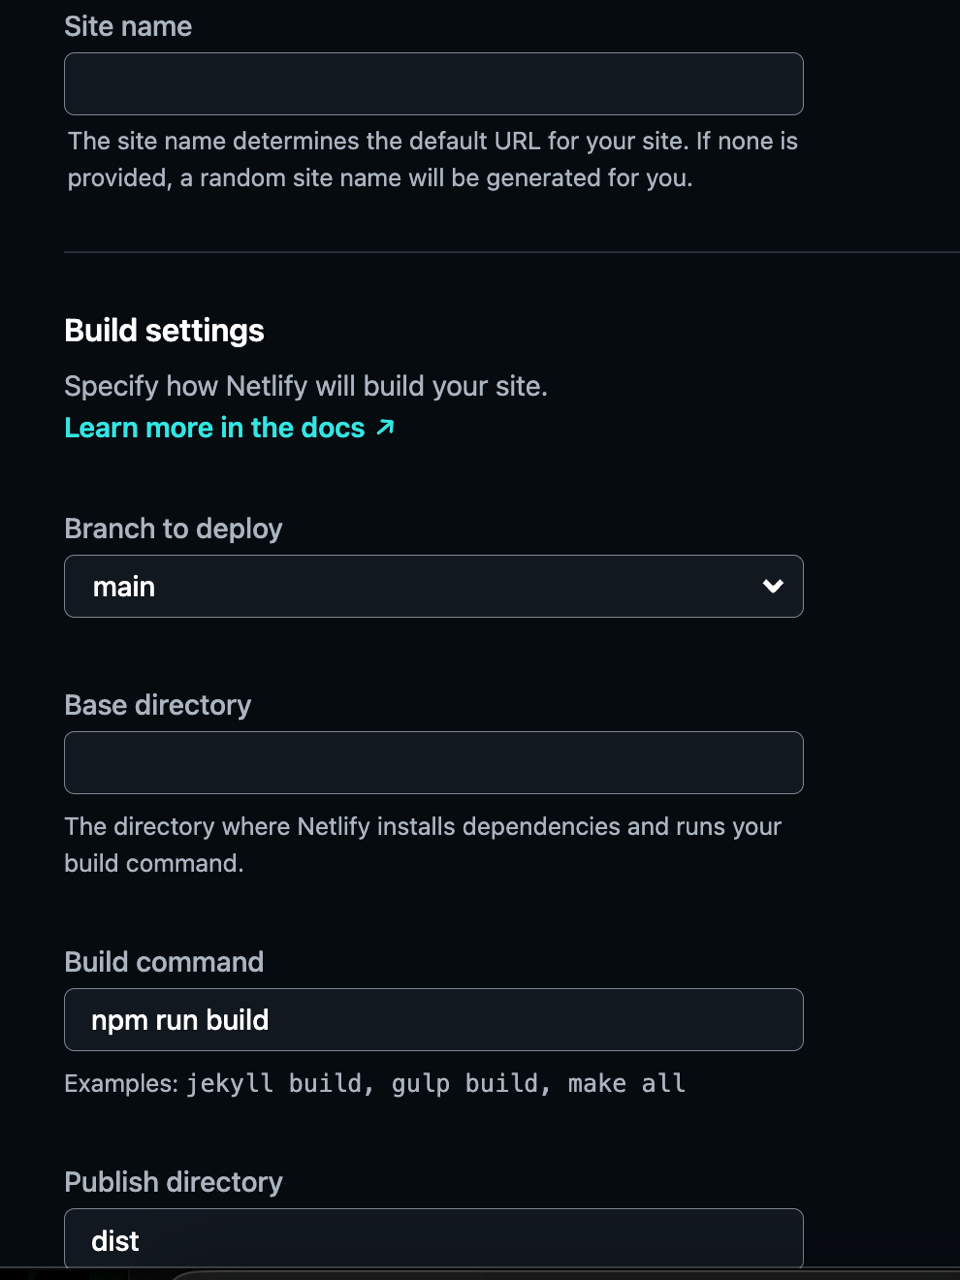 Site name
The site name determines the default URL for your site. If none is
provided, a random site name will be generated for you.
Build settings
Specify how Netlify will build your site.
Learn more in the docs ↗
Branch to deploy
main
Base directory
The directory where Netlify installs dependencies and runs your
build command.
Build command
npm run build
Examples: jekyll build, gulp build, make all
Publish directory
dist